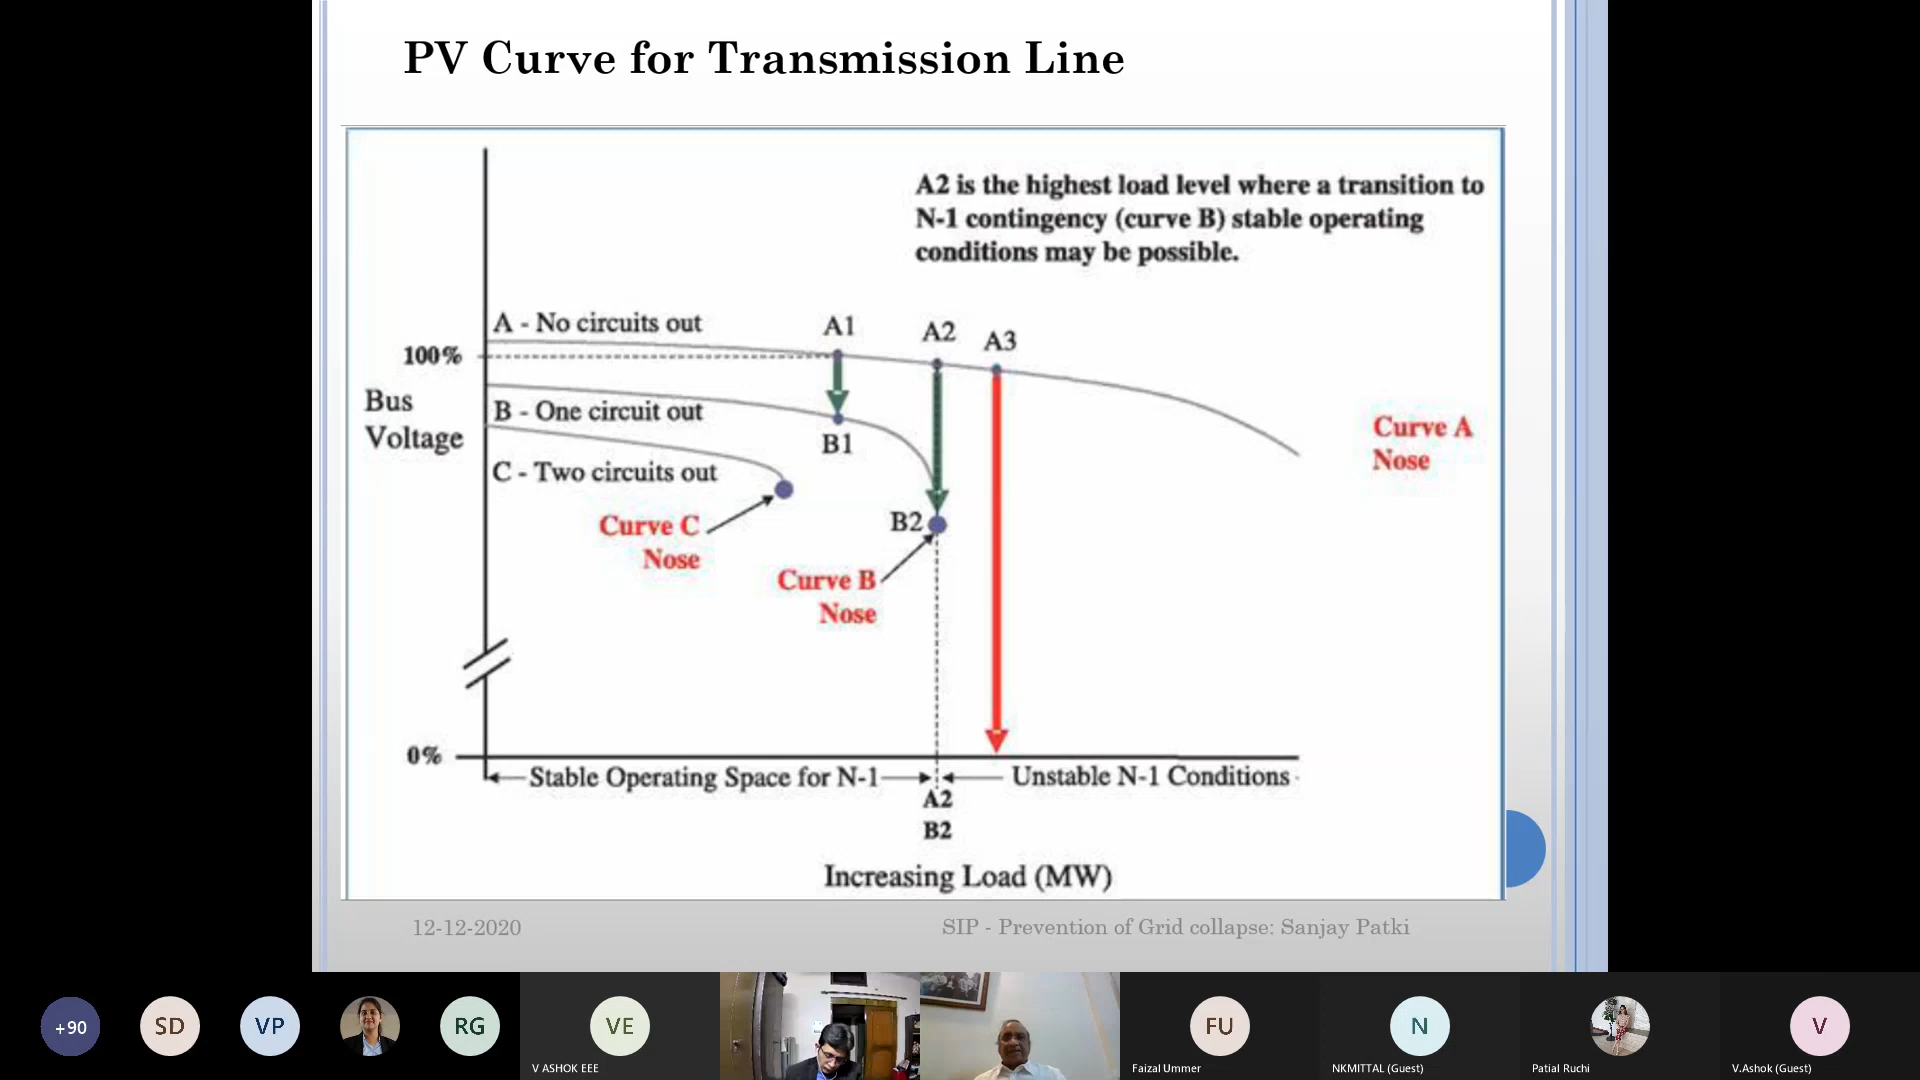 PV Curve for Transmission Line
A2 is the highest load level where a transition to
N-1 contingency (curve B) stable operating
conditions may be possible.
A - No circuits out
A1
A2
A3
100%
Bus
Voltage
B - One circuit out
B1
Curve A
Nose
C - Two circuits out
Curve C
Nose
B2
Curve B
Nose
0%
Stable Operating Space for N-1
Unstable N-1 Conditions
A2
B2
Increasing Load (MW)
12-12-2020
SIP - Prevention of Grid collapse: Sanjay Patki
+90
SD
VP
RG
VE
V ASHOK EEE
FU
Faizal Ummer
N
NKMITTAL (Guest)
Patial Ruchi
V
V.Ashok (Guest)